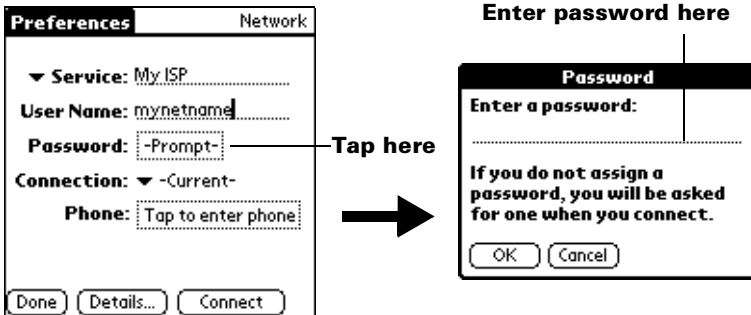 Preferences Network
Service: My ISP
User Name: mynetname
Password: -Prompt-
Connection: -Current-
Phone: Tap to enter phone
Done Details... Connect
Tap here
Enter password here
Password
Enter a password:
If you do not assign a
password, you will be asked
for one when you connect.
OK Cancel